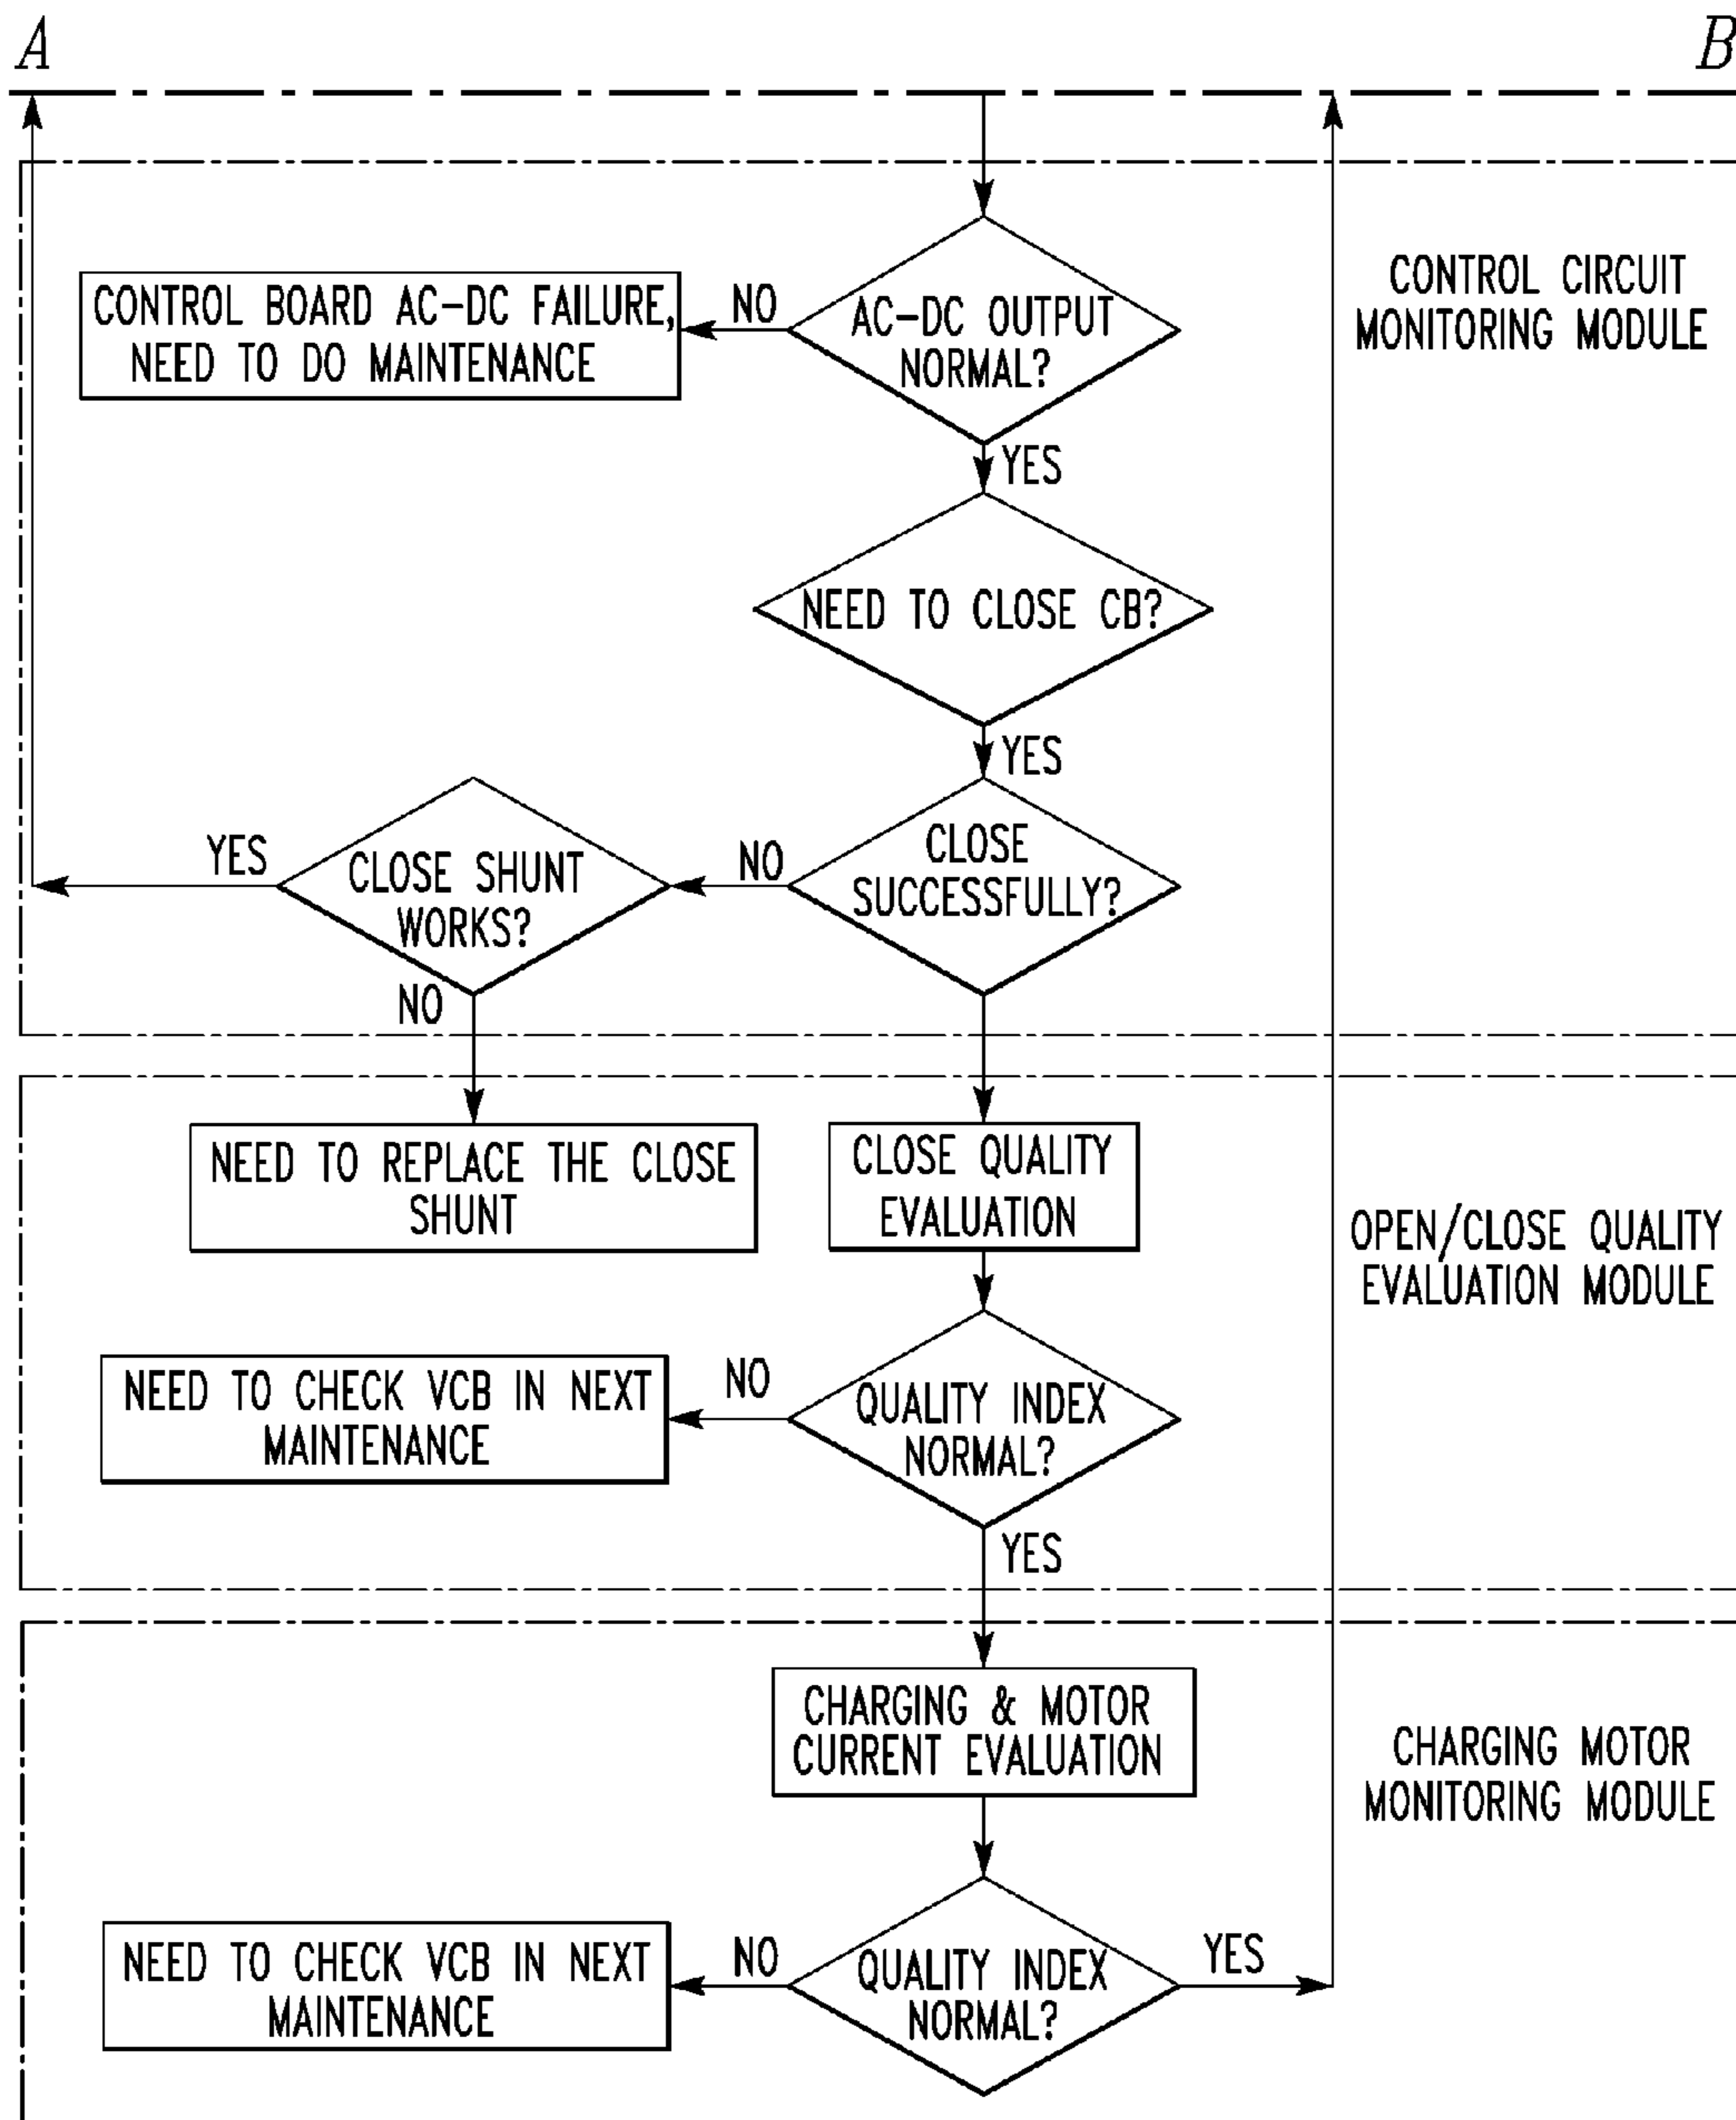 A
B
CONTROL CIRCUIT
MONITORING MODULE
CONTROL BOARD AC-DC FAILURE,
NEED TO DO MAINTENANCE
NO
AC-DC OUTPUT
NORMAL?
YES
NEED TO CLOSE CB?
YES
YES
CLOSE SHUNT
WORKS?
NO
CLOSE
SUCCESSFULLY?
NO
NEED TO REPLACE THE CLOSE
SHUNT
CLOSE QUALITY
EVALUATION
OPEN/CLOSE QUALITY
EVALUATION MODULE
NEED TO CHECK VCB IN NEXT
MAINTENANCE
NO
QUALITY INDEX
NORMAL?
YES
CHARGING & MOTOR
CURRENT EVALUATION
CHARGING MOTOR
MONITORING MODULE
NEED TO CHECK VCB IN NEXT
MAINTENANCE
NO
QUALITY INDEX
NORMAL?
YES